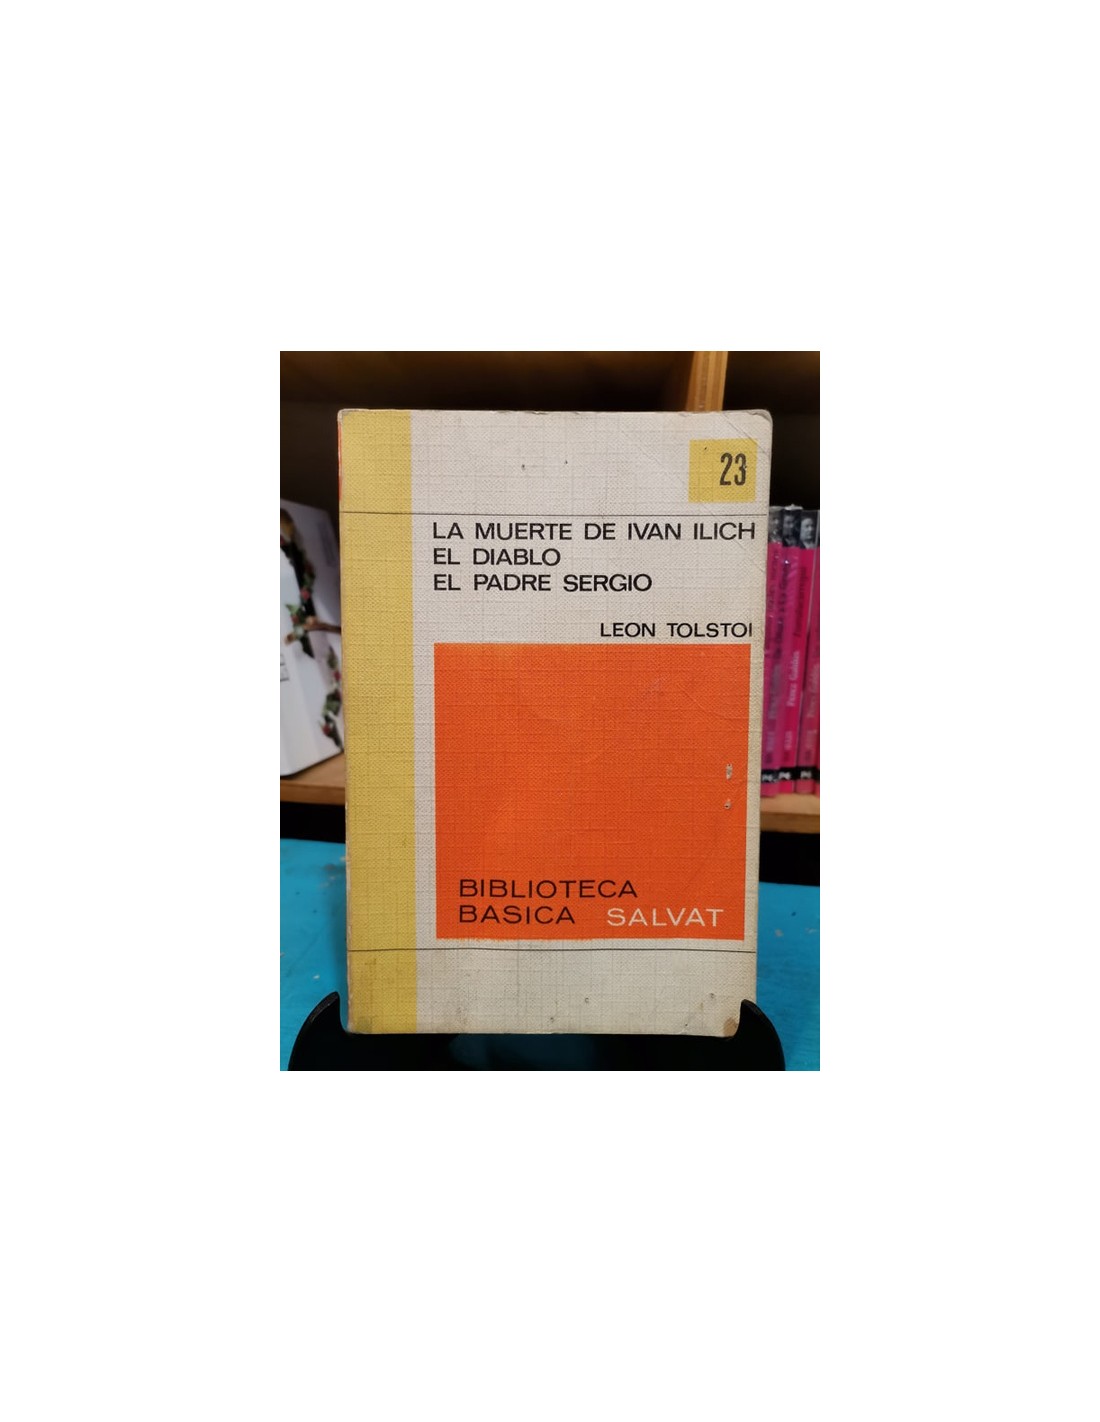 23
LA MUERTE DE IVAN ILICH
EL DIABLO
EL PADRE SERGIO
LEON TOLSTOI
BIBLIOTECA
BASICA SALVAT